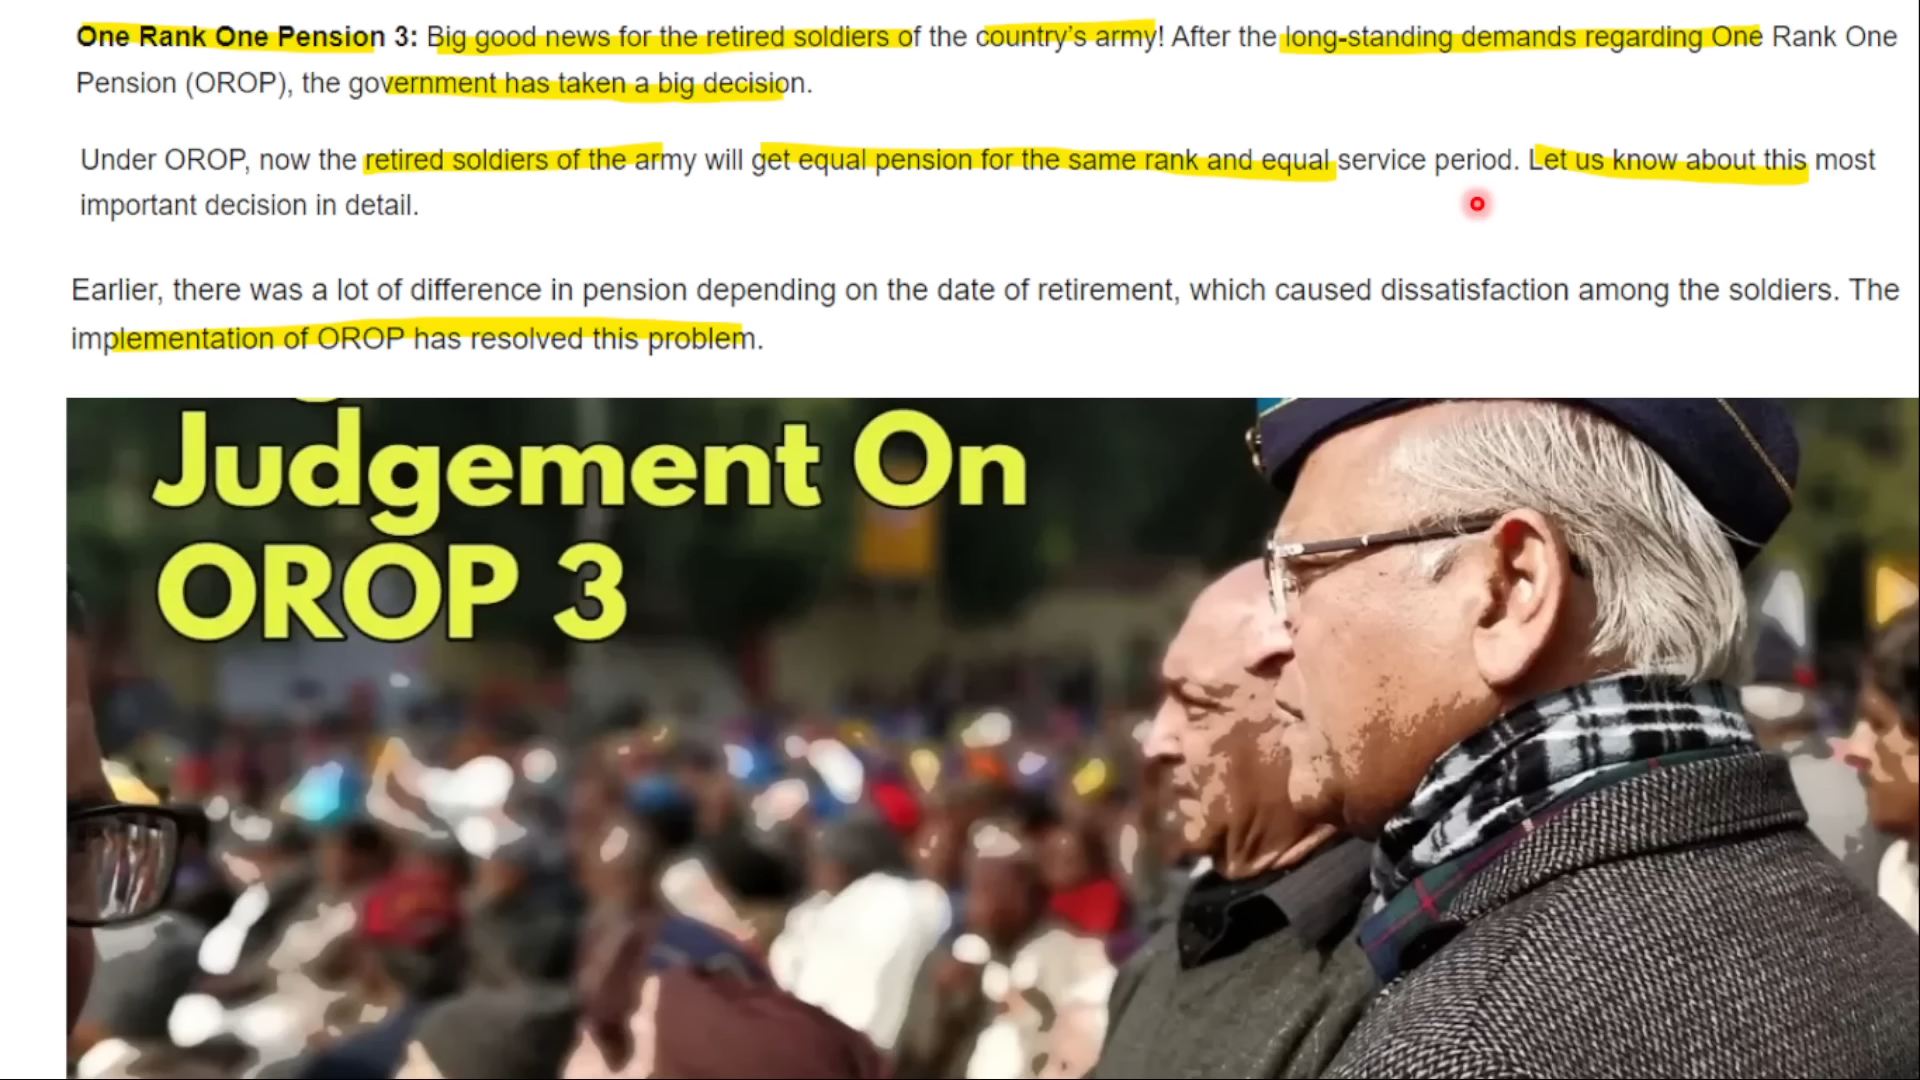 One Rank One Pension 3: Big good news for the retired soldiers of the country's army! After the long-standing demands regarding One Rank One
Pension (OROP), the government has taken a big decision.
Under OROP, now the retired soldiers of the army will get equal pension for the same rank and equal service period. Let us know about this most
important decision in detail.
Earlier, there was a lot of difference in pension depending on the date of retirement, which caused dissatisfaction among the soldiers. The
implementation of OROP has resolved this problem.
Judgement On
OROP 3